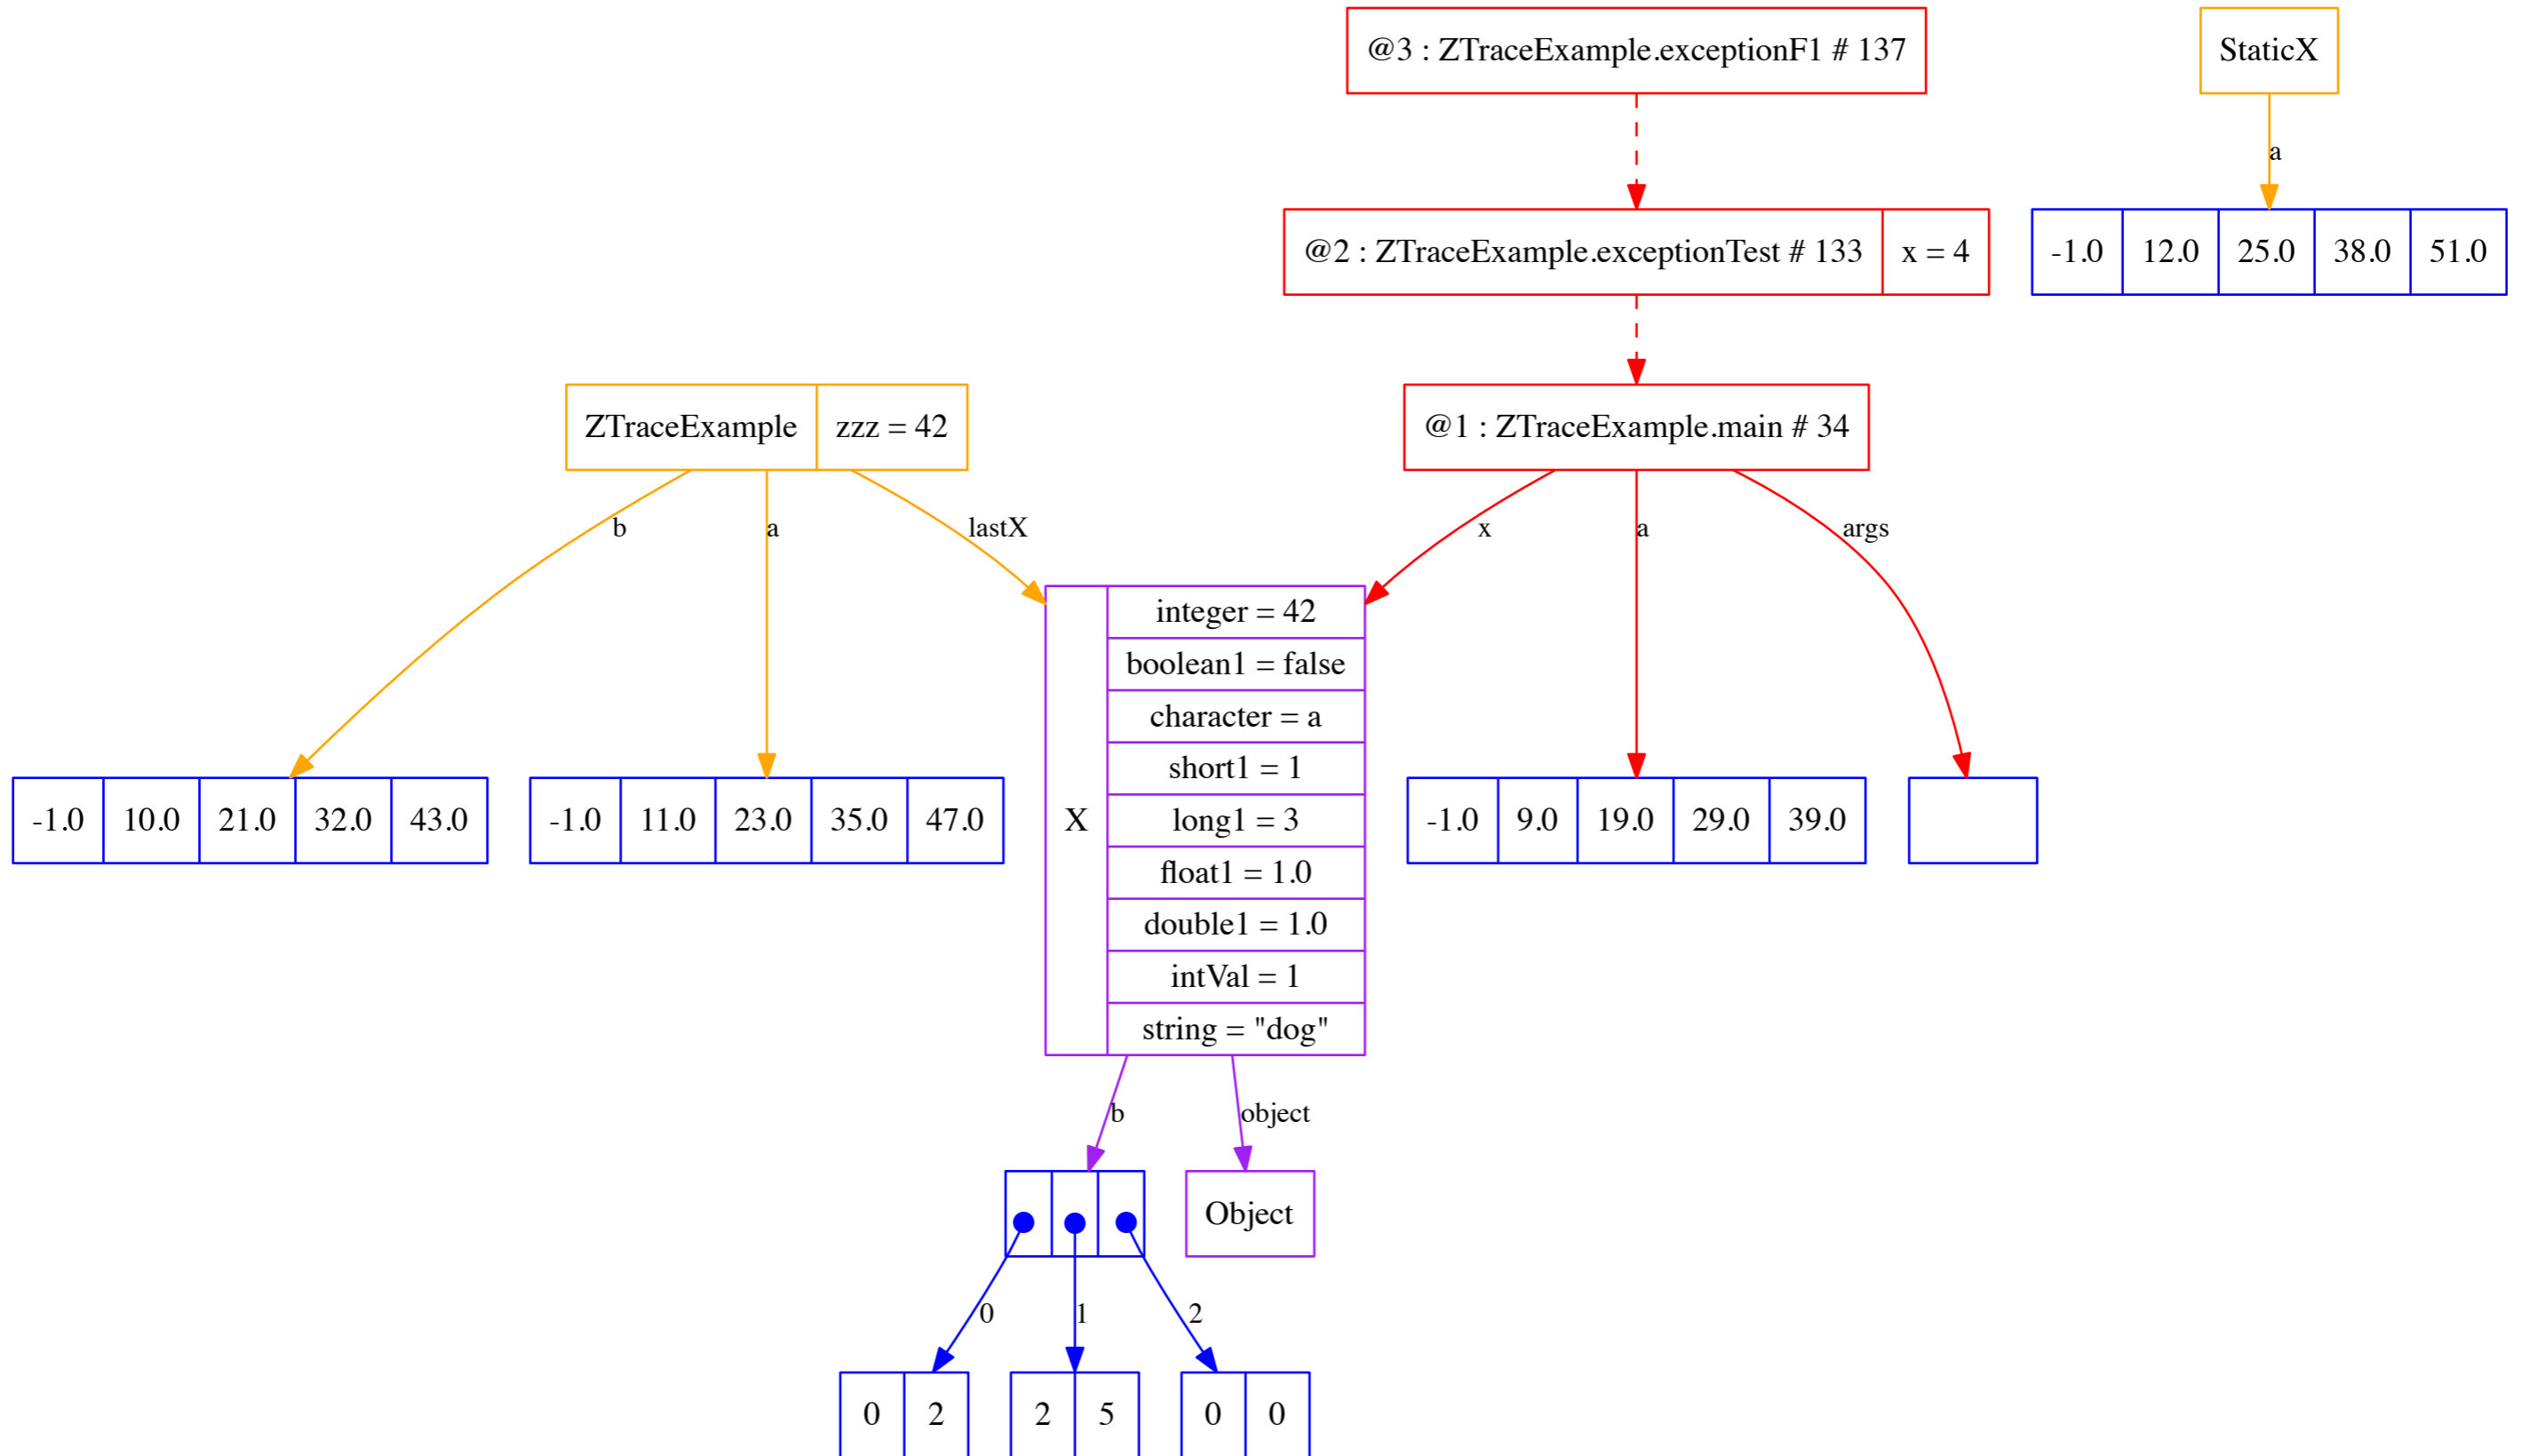 @3 : ZTraceExample.exceptionF1 # 137
StaticX
a
@2 : ZTraceExample.exceptionTest # 133 x = 4
-1.0 12.0 25.0 38.0 51.0
ZTraceExample zzz = 42
@1 : ZTraceExample.main # 34
b a lastX x a args
integer = 42
boolean1 = false
character = a
short1 = 1
long1 = 3
float1 = 1.0
double1 = 1.0
intVal = 1
string = "dog"
X
-1.0 10.0 21.0 32.0 43.0
-1.0 11.0 23.0 35.0 47.0
-1.0 9.0 19.0 29.0 39.0
b object
Object
0 1 2
0 2
2 5
0 0